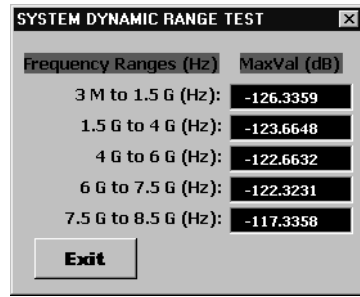 SYSTEM DYNAMIC RANGE TEST
Frequency Ranges (Hz) MaxVal (dB)
3 M to 1.5 G (Hz): -126.3359
1.5 G to 4 G (Hz): -123.6648
4 G to 6 G (Hz): -122.6632
6 G to 7.5 G (Hz): -122.3231
7.5 G to 8.5 G (Hz): -117.3358
Exit